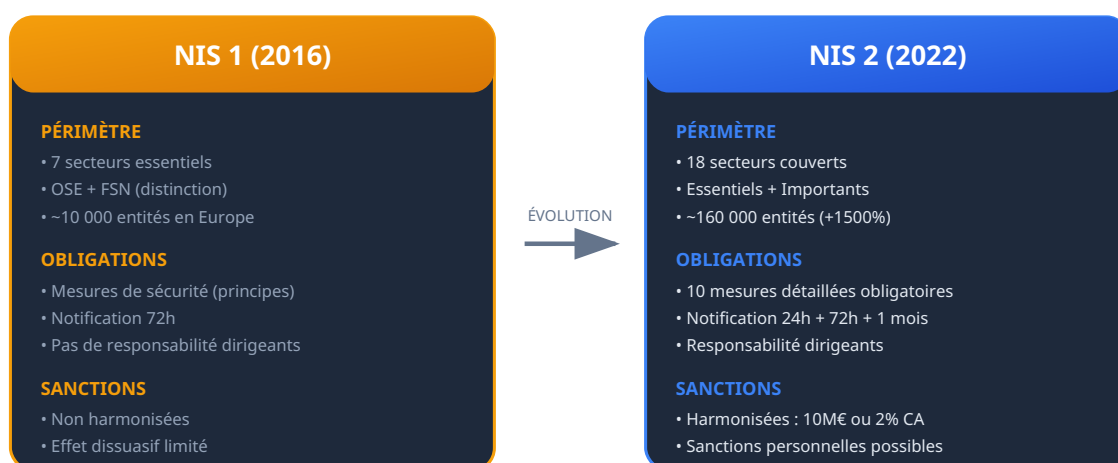 NIS 1 (2016)
PÉRIMÈTRE
• 7 secteurs essentiels
• OSE + FSN (distinction)
• ~10 000 entités en Europe
OBLIGATIONS
• Mesures de sécurité (principes)
• Notification 72h
• Pas de responsabilité dirigeants
SANCTIONS
• Non harmonisées
• Effet dissuasif limité
ÉVOLUTION
NIS 2 (2022)
PÉRIMÈTRE
• 18 secteurs couverts
• Essentiels + Importants
• ~160 000 entités (+1500%)
OBLIGATIONS
• 10 mesures détaillées obligatoires
• Notification 24h + 72h + 1 mois
• Responsabilité dirigeants
SANCTIONS
• Harmonisées : 10M€ ou 2% CA
• Sanctions personnelles possibles